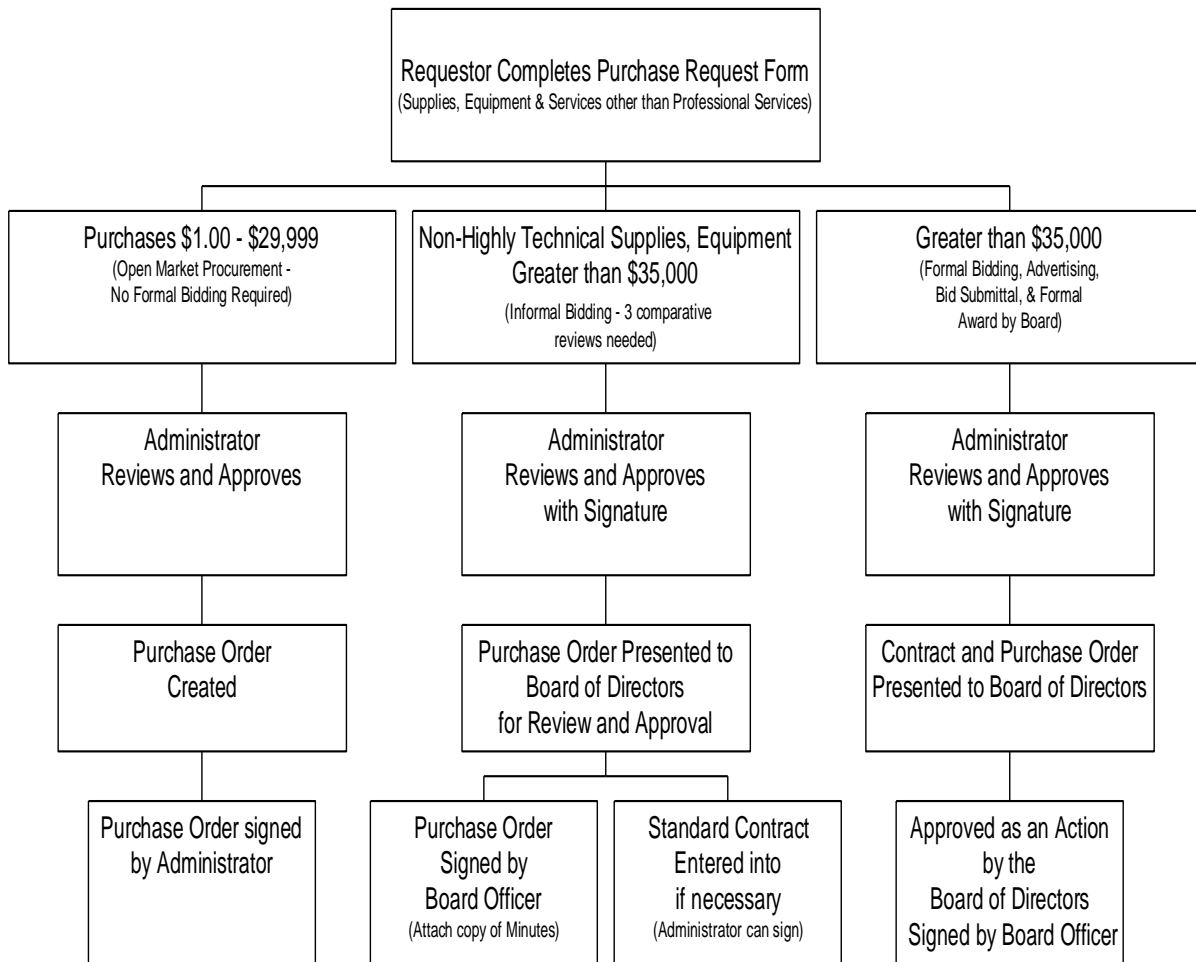 Requestor Completes Purchase Request Form
(Supplies, Equipment & Services other than Professional Services)
Purchases $1.00 - $29,999
(Open Market Procurement -
No Formal Bidding Required)
Non-Highly Technical Supplies, Equipment
Greater than $35,000
(Informal Bidding - 3 comparative
reviews needed)
Greater than $35,000
(Formal Bidding, Advertising,
Bid Submittal, & Formal
Award by Board)
Administrator
Reviews and Approves
Administrator
Reviews and Approves
with Signature
Administrator
Reviews and Approves
with Signature
Purchase Order
Created
Purchase Order Presented to
Board of Directors
for Review and Approval
Contract and Purchase Order
Presented to Board of Directors
Purchase Order signed
by Administrator
Purchase Order
Signed by
Board Officer
(Attach copy of Minutes)
Standard Contract
Entered into
if necessary
(Administrator can sign)
Approved as an Action
by the
Board of Directors
Signed by Board Officer